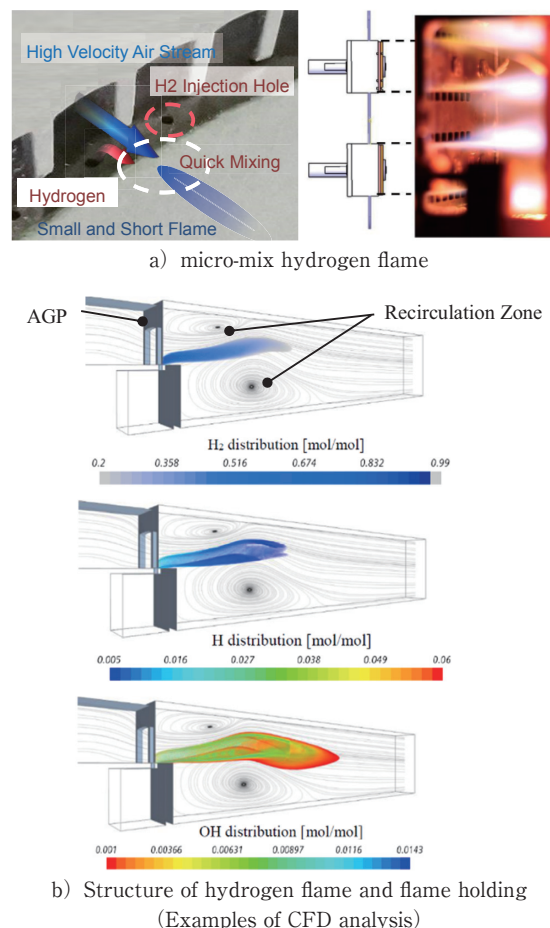 High Velocity Air Stream
H2 Injection Hole
Quick Mixing
Hydrogen
Small and Short Flame
a) micro-mix hydrogen flame
AGP
Recirculation Zone
H₂ distribution [mol/mol]
0.2 0.358 0.516 0.674 0.832 0.99
H distribution [mol/mol]
0.005 0.016 0.027 0.038 0.049 0.06
OH distribution [mol/mol]
0.001 0.00366 0.00631 0.00897 0.0116 0.0143
b) Structure of hydrogen flame and flame holding
(Examples of CFD analysis)